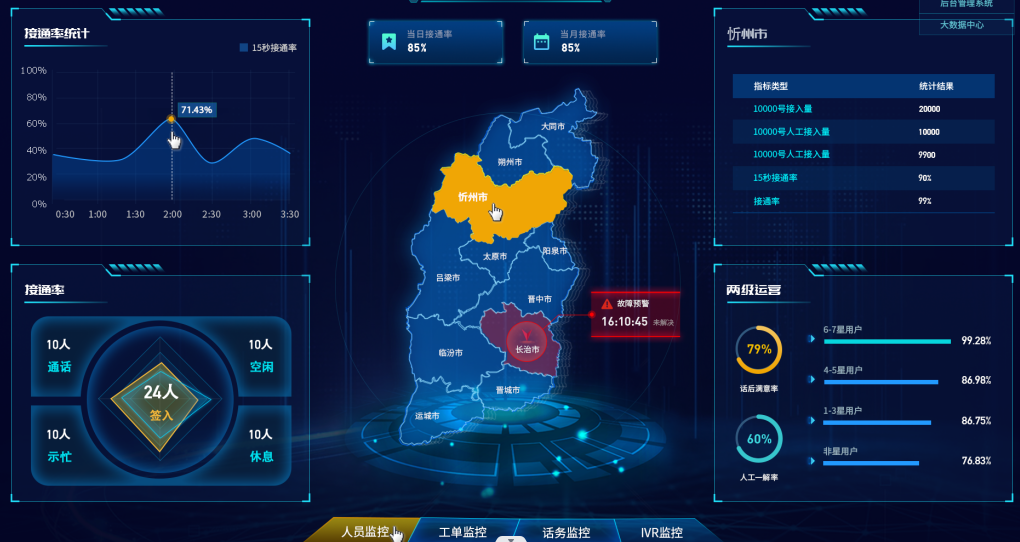 接通率统计
15秒接通率
100%
80%
60%
40%
20%
0%
71.43%
0:30 1:00 1:30 2:00 2:30 3:00 3:30
当日接通率
85%
当月接通率
85%
后台管理系统
大数据中心
忻州市
指标类型 统计结果
10000号接入量 20000
10000号人工接入量 10000
10000号人工接入量 9900
15秒接通率 90%
接通率 99%
大同市
朔州市
忻州市
太原市
阳泉市
吕梁市
晋中市
临汾市
长治市
晋城市
运城市
故障预警
16:10:45 未解决
接通率
10人
通话
10人
空闲
24人
签入
10人
示忙
10人
休息
两级运营
79%
话后满意率
60%
人工一解率
6-7星用户
99.28%
4-5星用户
86.98%
1-3星用户
86.75%
非星用户
76.83%
人员监控
工单监控
话务监控
IVR监控